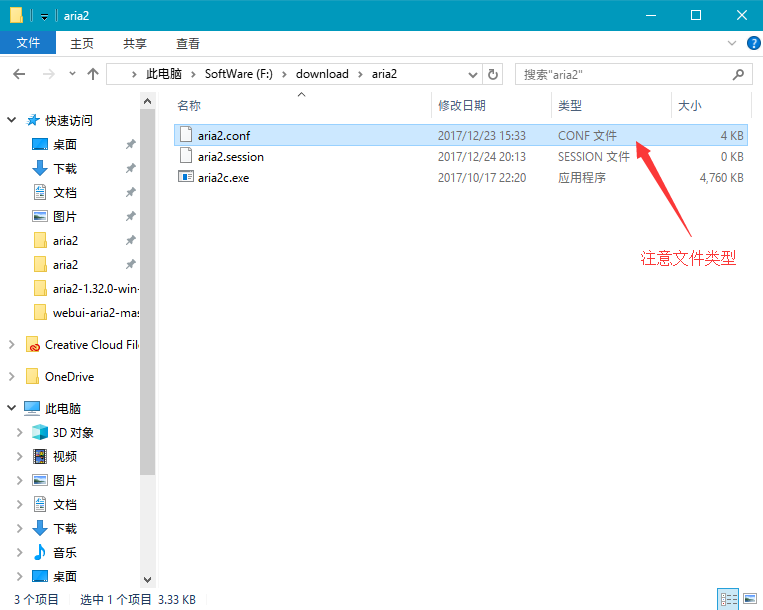 aria2
文件 主页 共享 查看
此电脑 SoftWare (F:) download aria2 搜索"aria2"
名称 修改日期 类型 大小
aria2.conf 2017/12/23 15:33 CONF 文件 4 KB
aria2.session 2017/12/24 20:13 SESSION 文件 0 KB
aria2c.exe 2017/10/17 22:20 应用程序 4,760 KB
注意文件类型
快速访问
桌面
下载
文档
图片
aria2
aria2
aria2-1.32.0-win-
webui-aria2-mas
Creative Cloud Fil
OneDrive
此电脑
3D 对象
视频
图片
文档
下载
音乐
桌面
3 个项目 选中 1 个项目 3.33 KB